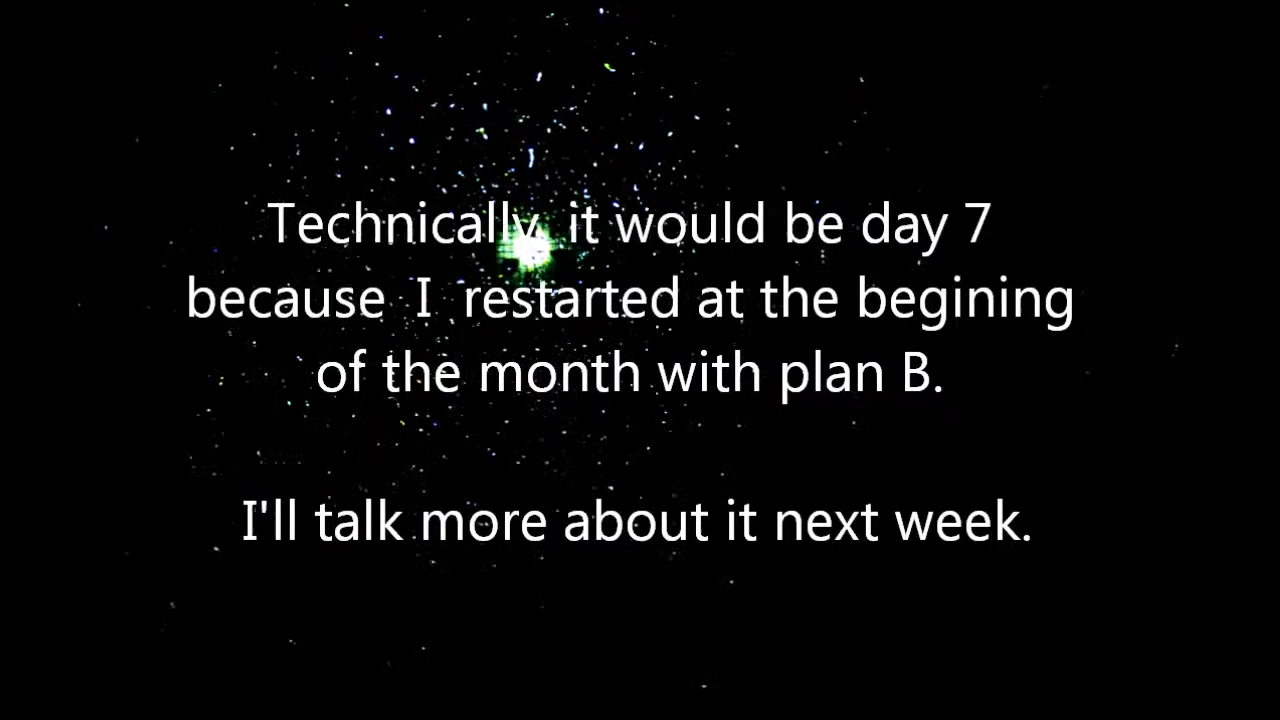 Technically, it would be day 7
because I restarted at the begining
of the month with plan B.
I'll talk more about it next week.